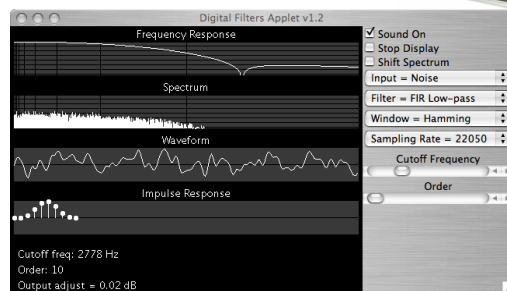 Digital Filters Applet v1.2
Frequency Response
Spectrum
Waveform
Impulse Response
Cutoff freq: 2778 Hz
Order: 10
Output adjust = 0.02 dB
Sound On
Stop Display
Shift Spectrum
Input = Noise
Filter = FIR Low-pass
Window = Hamming
Sampling Rate = 22050
Cutoff Frequency
Order